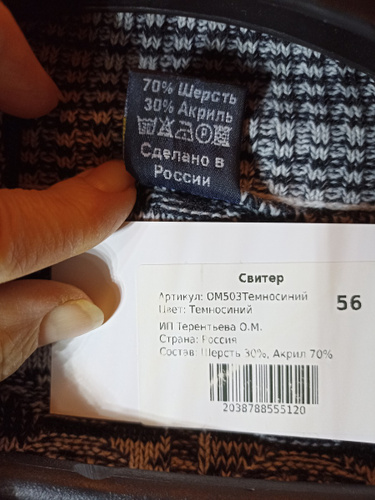 70% Шерсть
30% Акриль
Сделано в
России
Свитер
Артикул: ОМ503Темносиний
Цвет: Темносиний
56
ИП Терентьева О.М.
Страна: Россия
Состав: Шерсть 30%, Акрил 70%
2038788555120